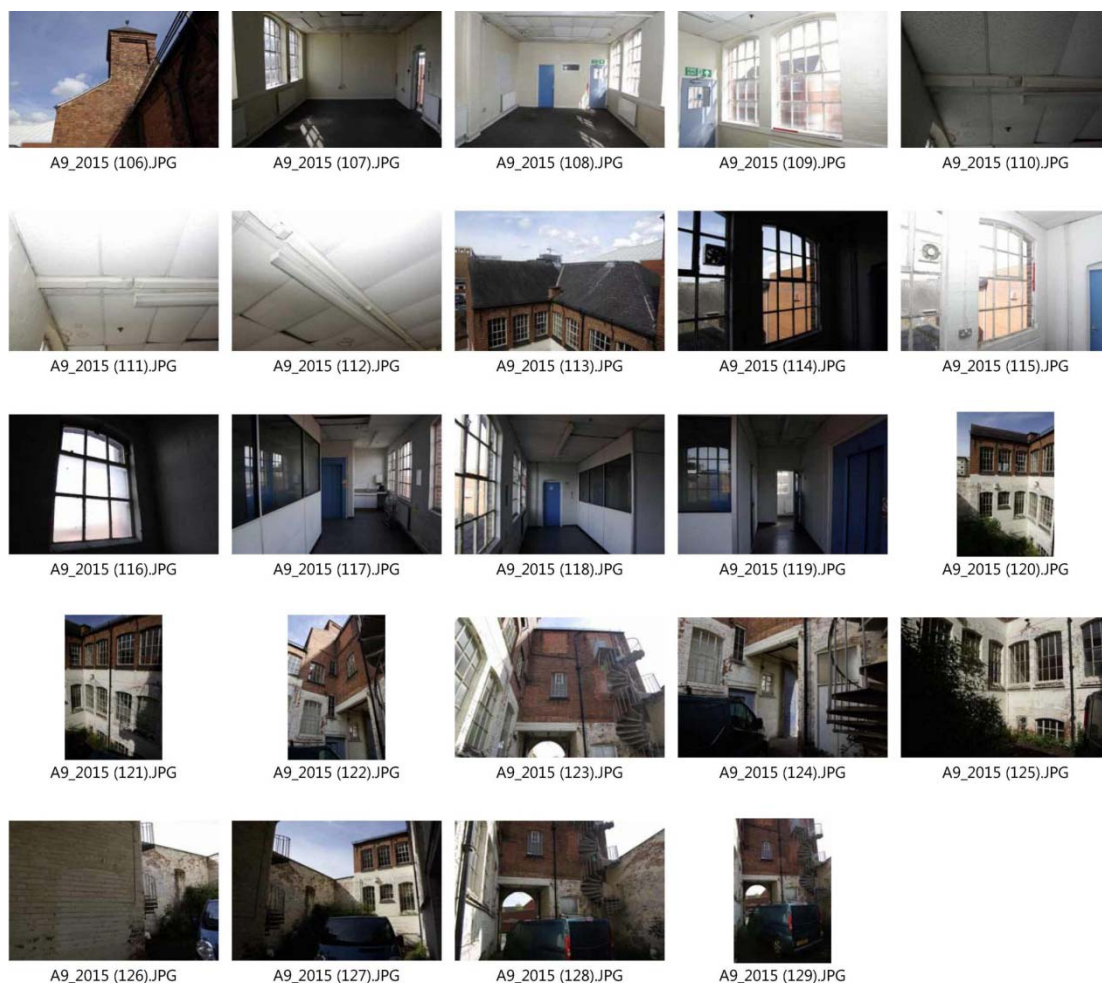 A9_2015 (106).JPG A9_2015 (107).JPG A9_2015 (108).JPG A9_2015 (109).JPG A9_2015 (110).JPG
A9_2015 (111).JPG A9_2015 (112).JPG A9_2015 (113).JPG A9_2015 (114).JPG A9_2015 (115).JPG
A9_2015 (116).JPG A9_2015 (117).JPG A9_2015 (118).JPG A9_2015 (119).JPG A9_2015 (120).JPG
A9_2015 (121).JPG A9_2015 (122).JPG A9_2015 (123).JPG A9_2015 (124).JPG A9_2015 (125).JPG
A9_2015 (126).JPG A9_2015 (127).JPG A9_2015 (128).JPG A9_2015 (129).JPG